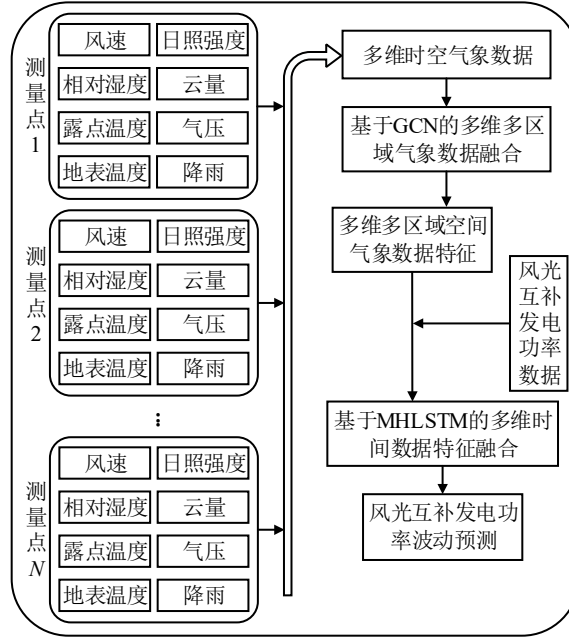 测量点1
风速
日照强度
相对湿度
云量
露点温度
气压
地表温度
降雨
测量点2
风速
日照强度
相对湿度
云量
露点温度
气压
地表温度
降雨
⋮
测量点N
风速
日照强度
相对湿度
云量
露点温度
气压
地表温度
降雨
多维时空气象数据
基于GCN的多维多区
域气象数据融合
多维多区域空间
气象数据特征
风光
互补
发电
功率
数据
基于MHLSTM的多维时
间数据特征融合
风光互补发电功
率波动预测